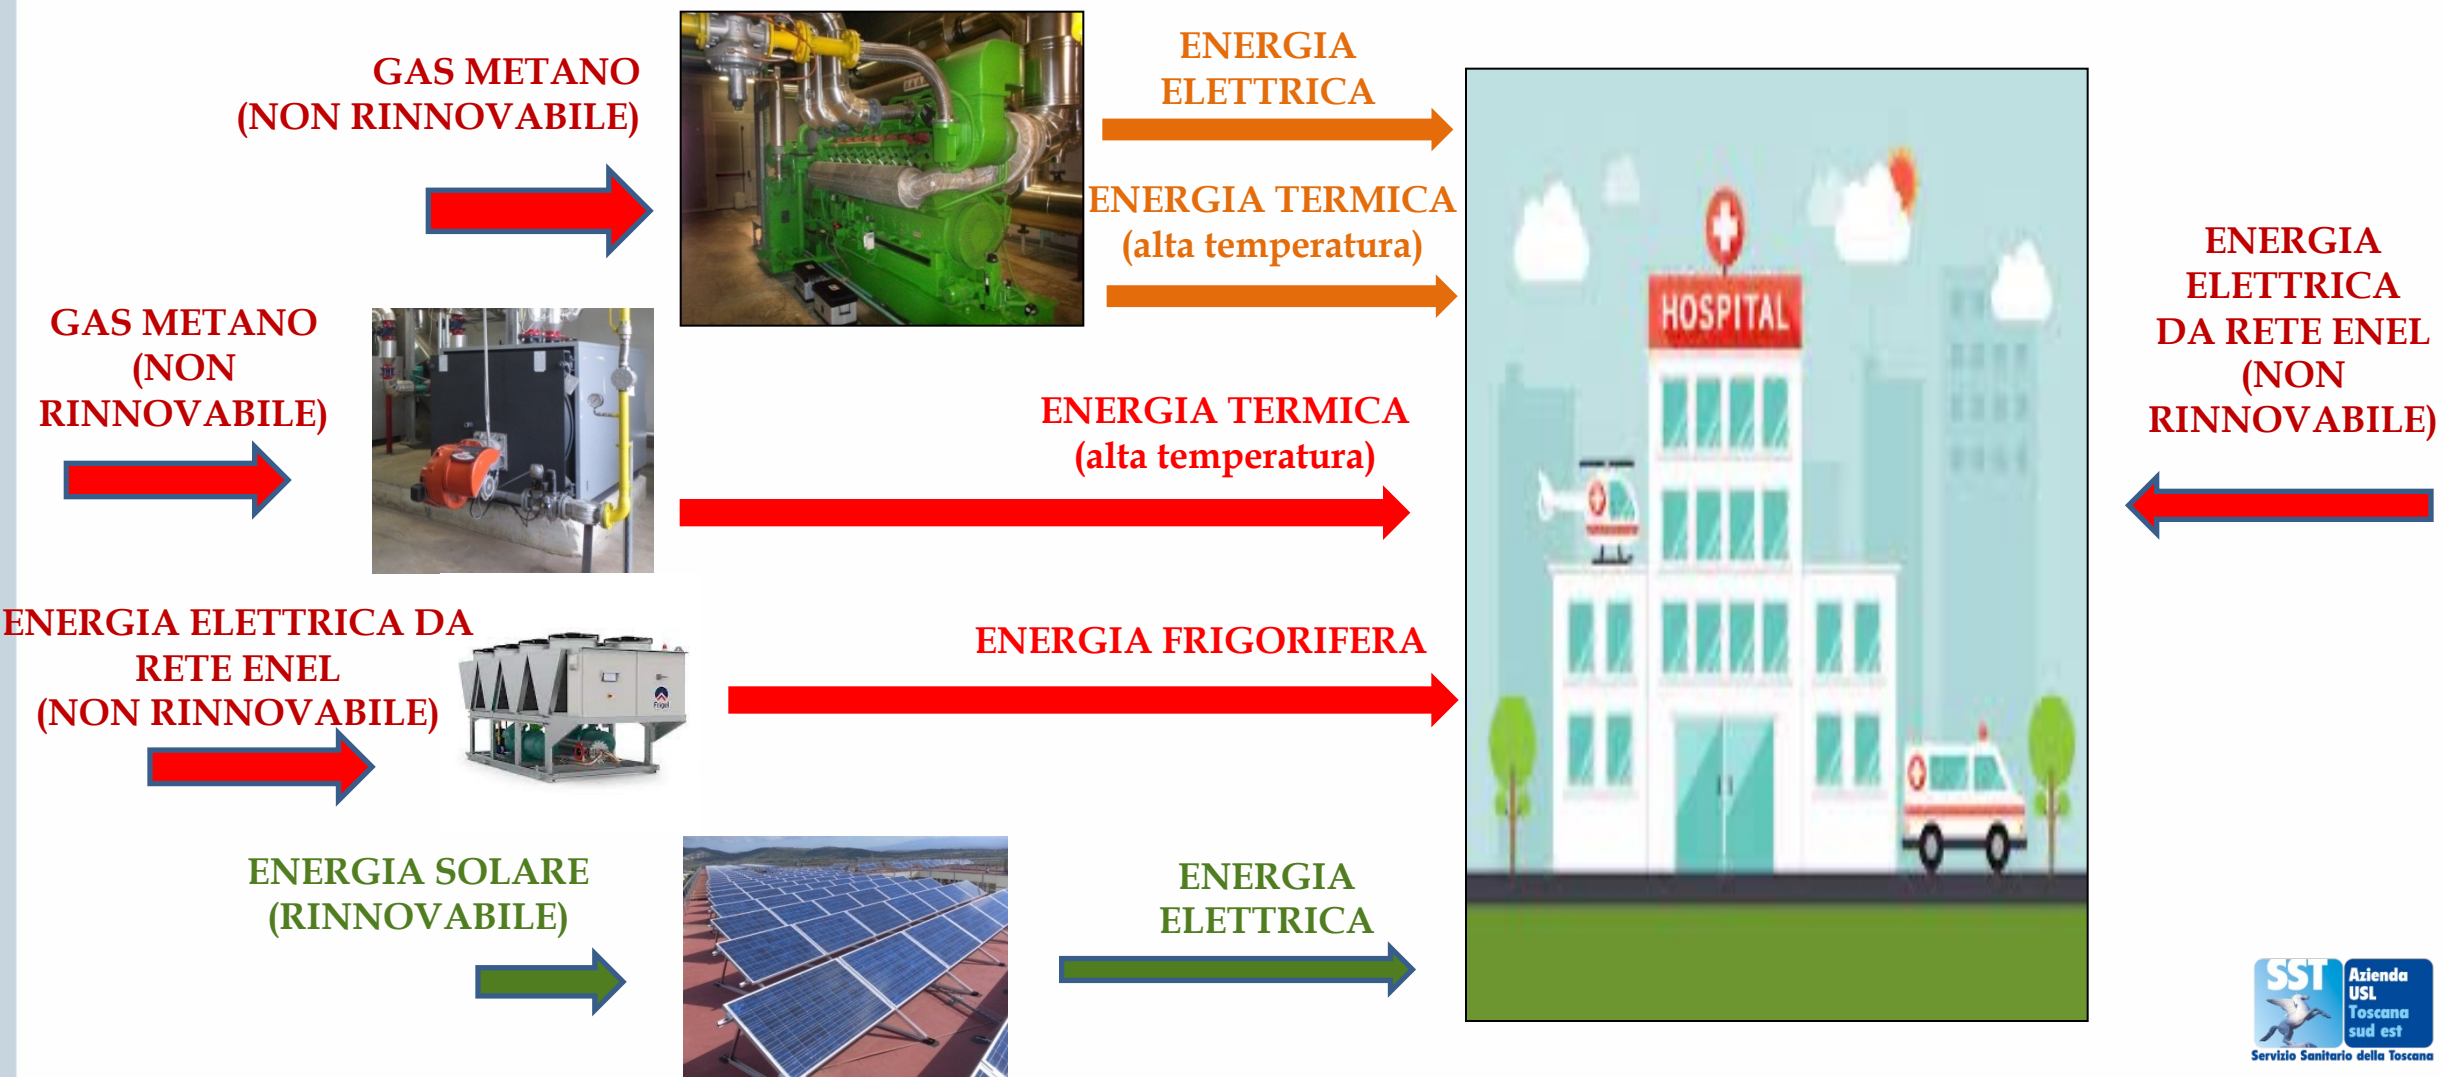 GAS METANO
(NON RINNOVABILE)
ENERGIA
ELETTRICA
ENERGIA TERMICA
(alta temperatura)
GAS METANO
(NON
RINNOVABILE)
ENERGIA TERMICA
(alta temperatura)
ENERGIA ELETTRICA DA
RETE ENEL
(NON RINNOVABILE)
Frigel
ENERGIA FRIGORIFERA
ENERGIA SOLARE
(RINNOVABILE)
ENERGIA
ELETTRICA
HOSPITAL
ENERGIA
ELETTRICA
DA RETE ENEL
(NON
RINNOVABILE)
SST
Azienda
USL
Toscana
sud est
Servizio Sanitario della Toscana